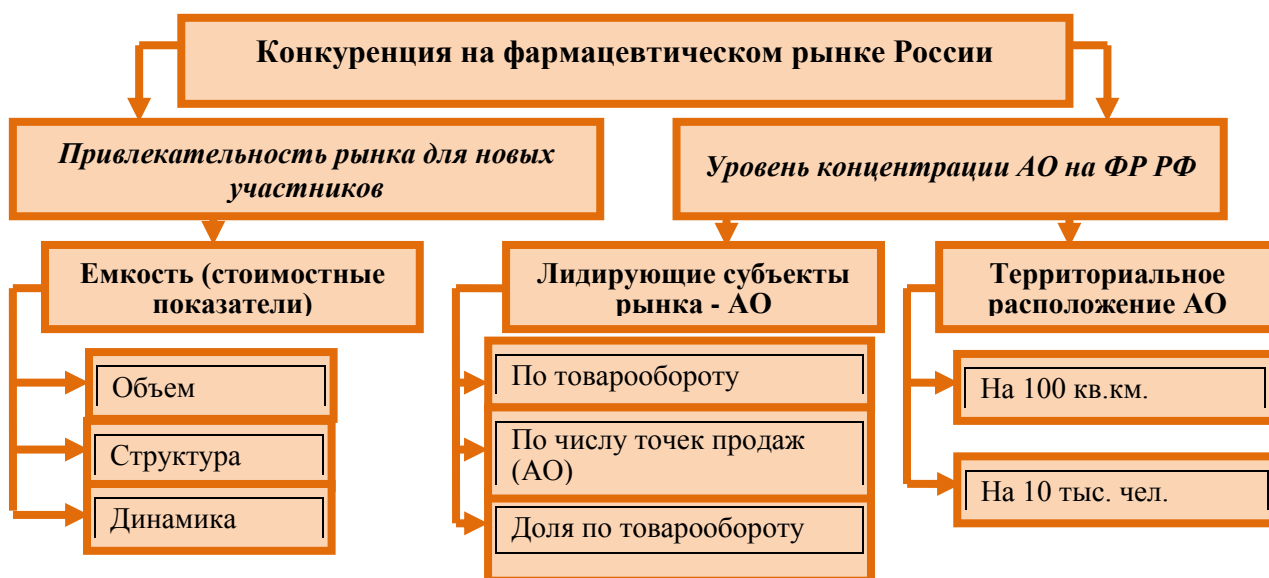 Конкуренция на фармацевтическом рынке России
Привлекательность рынка для новых
участников
Уровень концентрации АО на ФР РФ
Емкость (стоимостные
показатели)
Объем
Структура
Динамика
Лидирующие субъекты
рынка - АО
По товарообороту
По числу точек продаж
(АО)
Доля по товарообороту
Территориальное
расположение АО
На 100 кв.км.
На 10 тыс. чел.